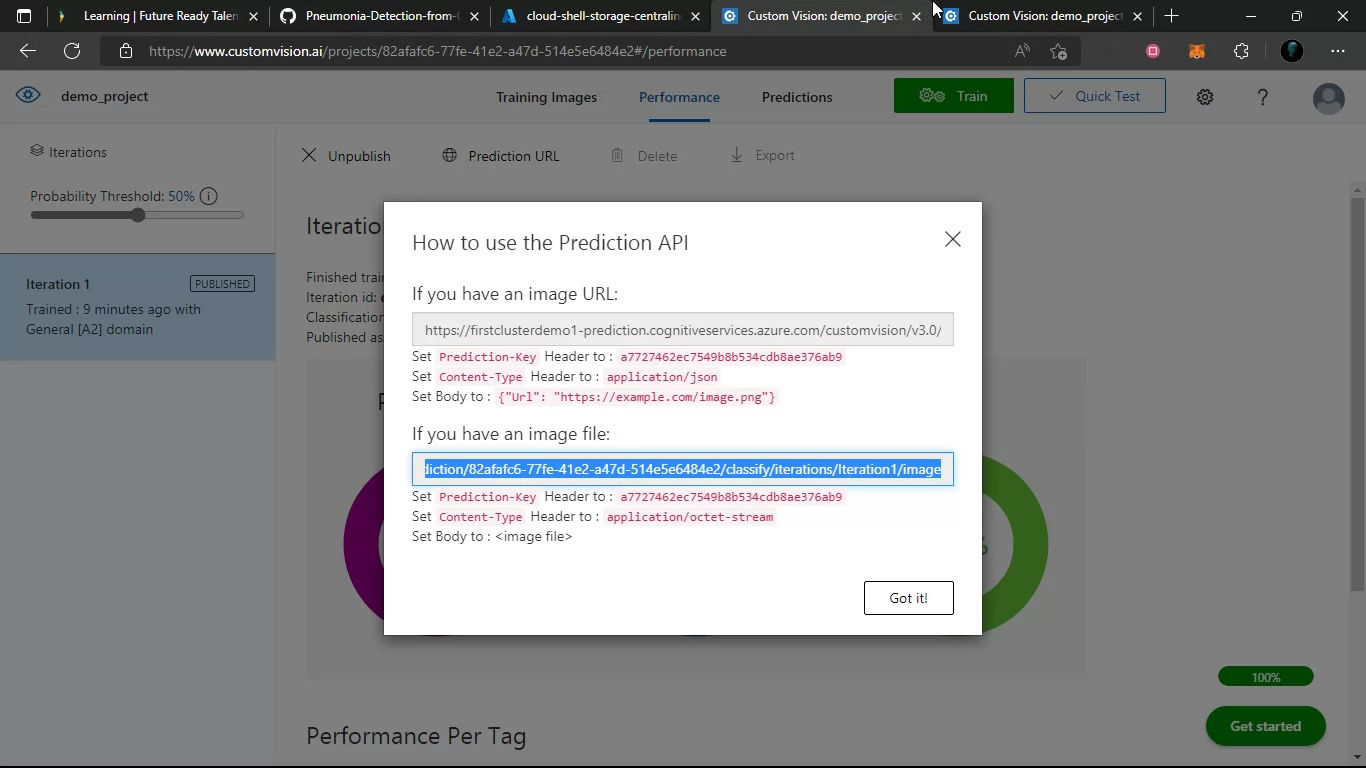 Learning | Future Ready Talen
Pneumonia-Detection-from-C
cloud-shell-storage-centralin
Custom Vision: demo_project
Custom Vision: demo_project
https://www.customvision.ai/projects/82afafc6-77fe-41e2-a47d-514e5e6484e2#/performance
demo_project
Training Images
Performance
Predictions
Train
Quick Test
?
Iterations
Unpublish
Prediction URL
Delete
Export
Probability Threshold: 50%
Iteration 1
PUBLISHED
Trained : 9 minutes ago with
General [A2] domain
Iteratio
Finished trai
Iteration id:
Classification
Published as
How to use the Prediction API
If you have an image URL:
https://firstclusterdemo1-prediction.cognitiveservices.azure.com/customvision/v3.0/
Set Prediction-Key Header to : a7727462ec7549b8b534cdb8ae376ab9
Set Content-Type Header to : application/json
Set Body to : {"Url": "https://example.com/image.png"}
If you have an image file:
diction/82afafc6-77fe-41e2-a47d-514e5e6484e2/classify/iterations/Iteration1/image
Set Prediction-Key Header to : a7727462ec7549b8b534cdb8ae376ab9
Set Content-Type Header to : application/octet-stream
Set Body to : <image file>
Got it!
100%
Get started
Performance Per Tag